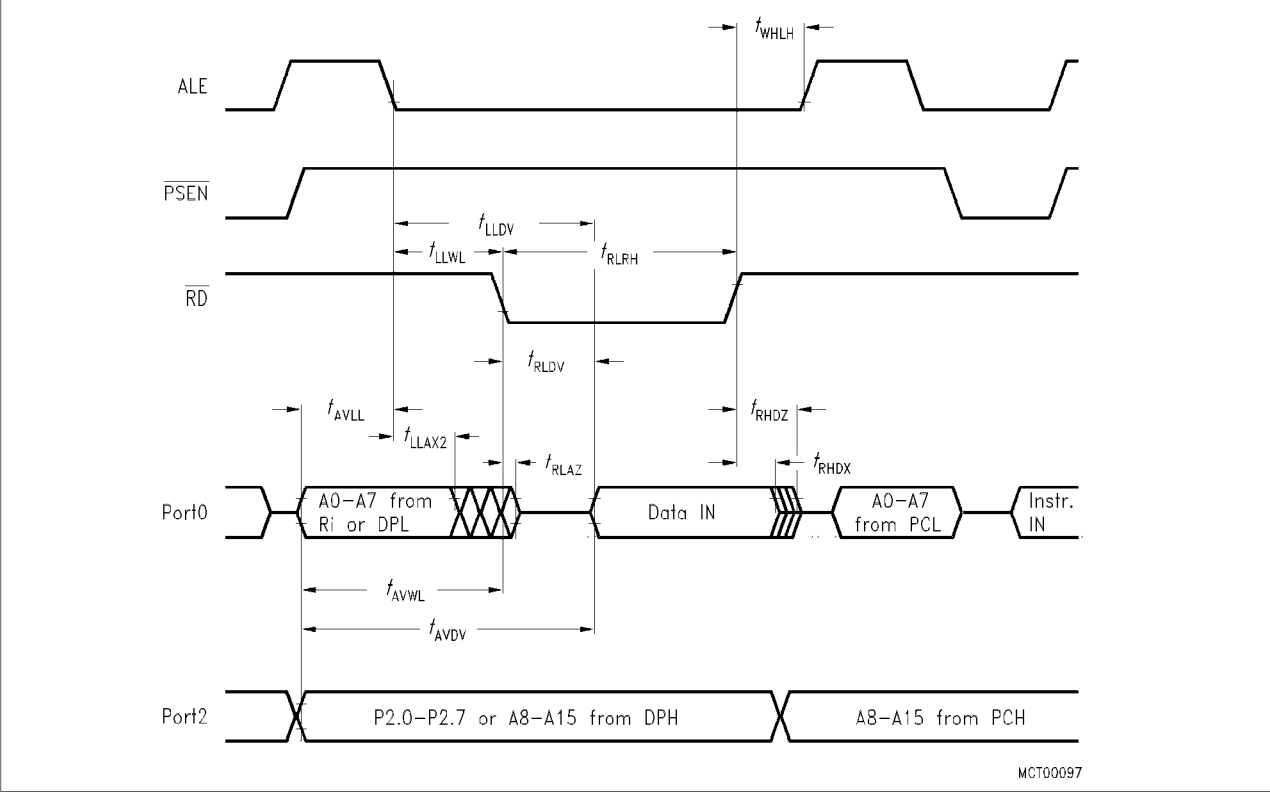 tWHLH
ALE
PSEN
tLLDV
tLLWL
tRLRH
RD
tRLDV
tAVLL
tRHDZ
tLLAX2
tRLAZ
tRHDX
Port0
A0-A7 from
Ri or DPL
Data IN
A0-A7
from PCL
Instr.
IN
tAVWL
tAVDV
Port2
P2.0-P2.7 or A8-A15 from DPH
A8-A15 from PCH
MCT00097